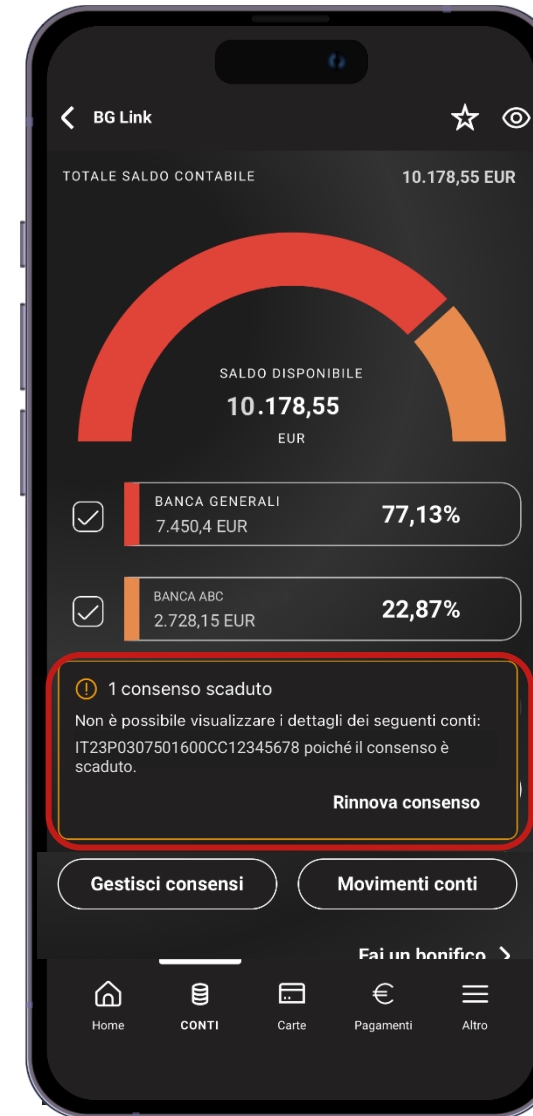 BG Link
TOTALE SALDO CONTABILE 10.178,55 EUR
SALDO DISPONIBILE
10.178,55
EUR
BANCA GENERALI
7.450,4 EUR
77,13%
BANCA ABC
2.728,15 EUR
22,87%
1 consenso scaduto
Non è possibile visualizzare i dettagli dei seguenti conti:
IT23P0307501600CC12345678 poiché il consenso è
scaduto.
Rinnova consenso
Gestisci consensi
Movimenti conti
Fai un bonifico
Home
CONTI
Carte
Pagamenti
Altro